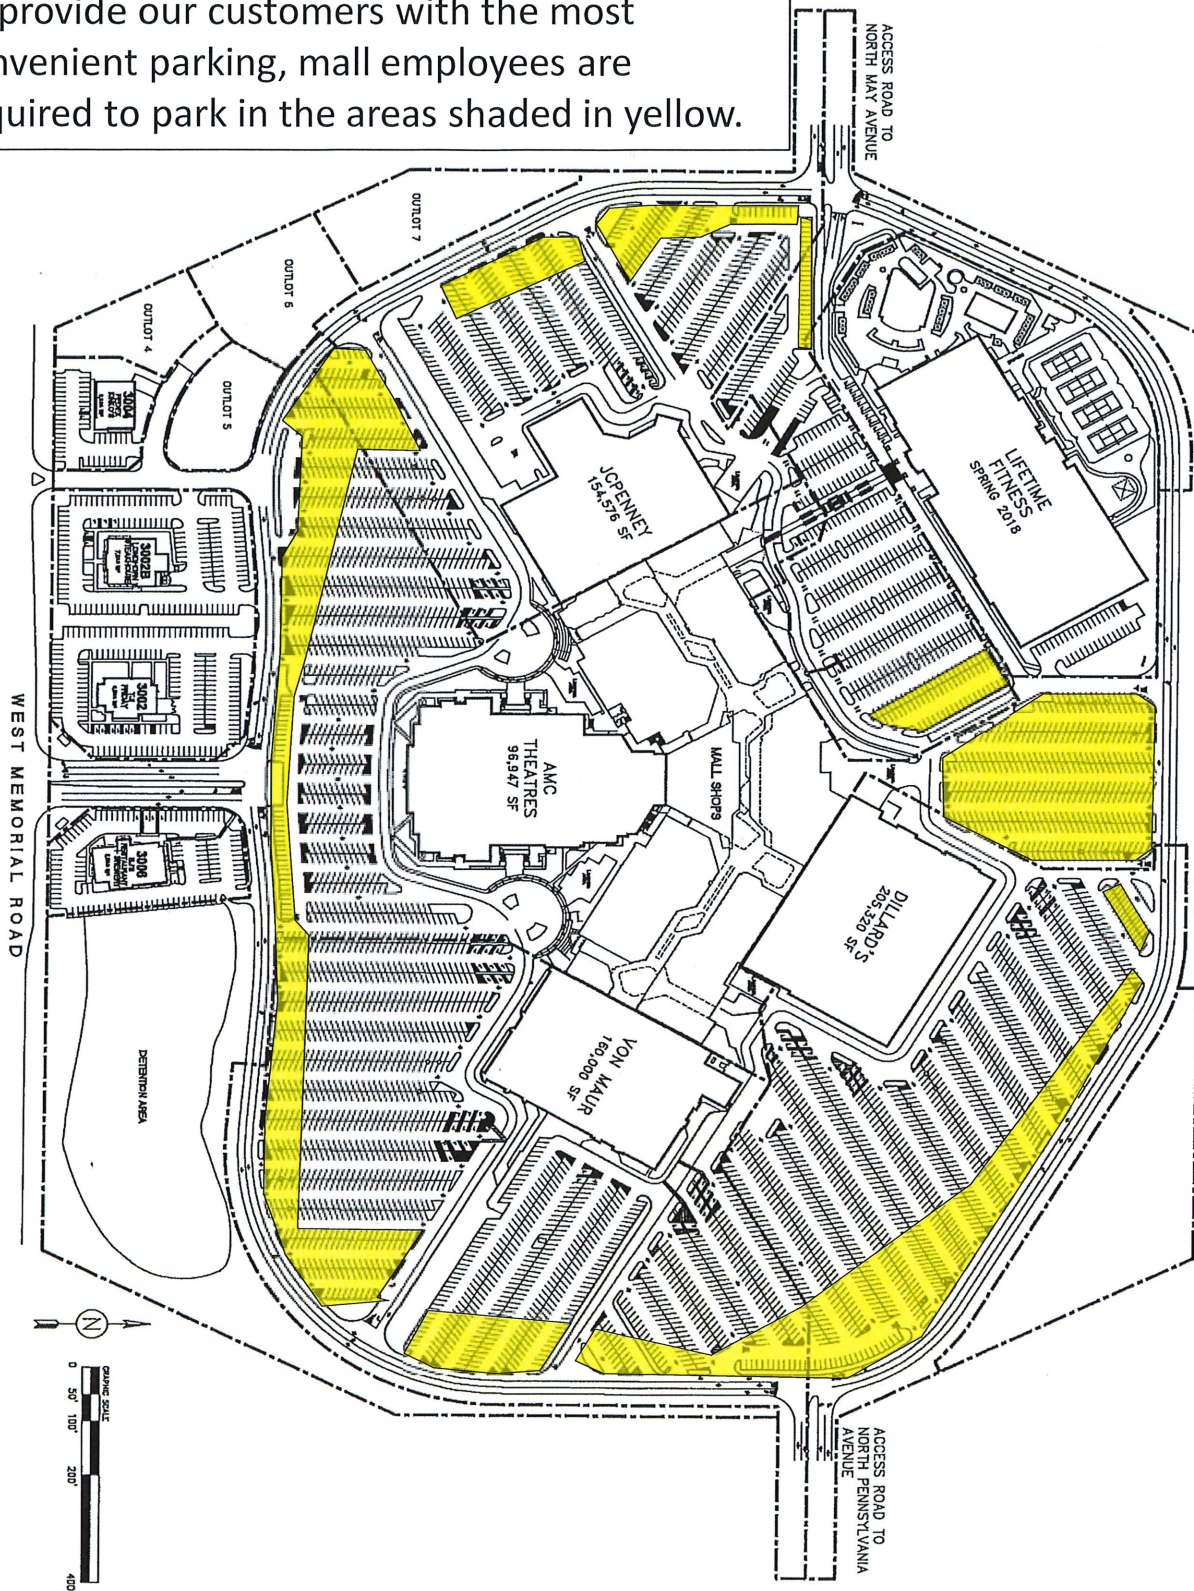 provide our customers with the most
nvenient parking, mall employees are
quired to park in the areas shaded in yellow.
ACCESS ROAD TO
NORTH MAY AVENUE
OUTLOT 7
OUTLOT 6
OUTLOT 4
OUTLOT 5
3004
LIFETIME
FITNESS
SPRING 2018
JCPENNEY
154,576 SF
3002B
3002
3006
AMC
THEATRES
96,947 SF
MALL SHOPS
DILLARD'S
205,320 SF
VON MAUR
160,000 SF
WEST MEMORIAL ROAD
DETENTION AREA
N
GRAPHIC SCALE
0 50' 100' 200' 400
ACCESS ROAD TO
NORTH PENNSYLVANIA
AVENUE